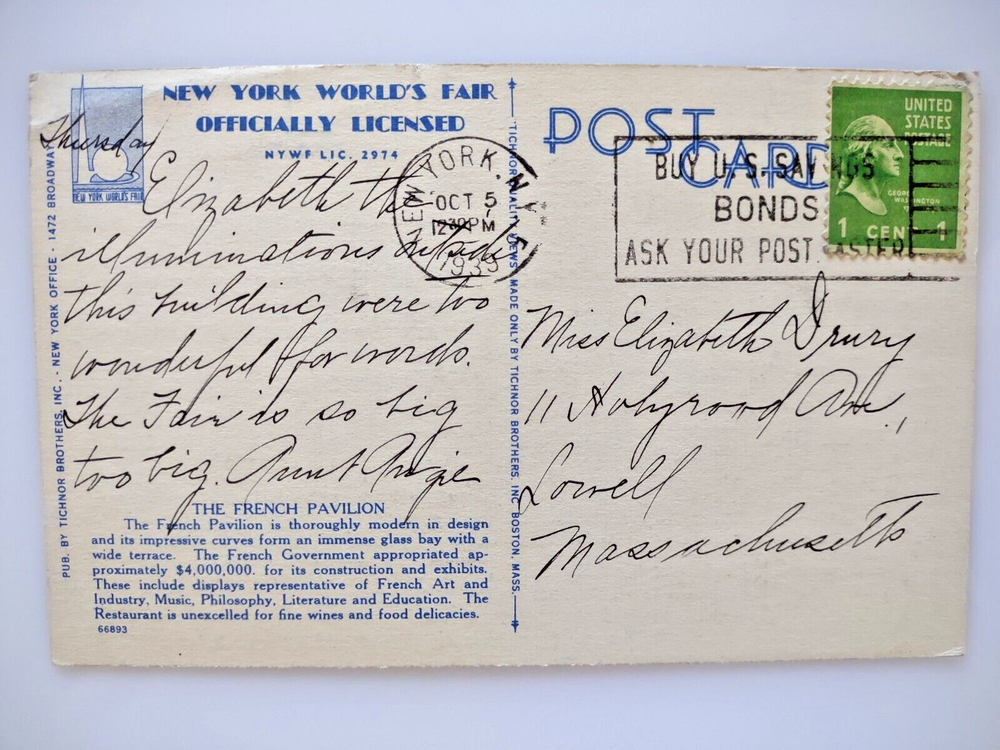 NEW YORK WORLD'S FAIR
OFFICIALLY LICENSED
NYWF LIC. 2974
NEW YORK WORLD'S FAIR
Thursday
Elizabeth the
illuminations
this building were too
wonderful for words.
The Fair is so big
too big. Aunt Angie
THE FRENCH PAVILION
The French Pavilion is thoroughly modern in design
and its impressive curves form an immense glass bay with a
wide terrace. The French Government appropriated ap-
proximately $4,000,000. for its construction and exhibits.
These include displays representative of French Art and
Industry, Music, Philosophy, Literature and Education. The
Restaurant is unexcelled for fine wines and food delicacies.
66893
PUB. BY TICHNOR BROTHERS, INC. - NEW YORK OFFICE - 1472 BROADWAY
TICHNOR QUALITY VIEWS MADE ONLY BY TICHNOR BROTHERS, INC. BOSTON, MASS.
NEW YORK, N.Y.
OCT 5
12 30 PM
1939
POST CARD
BUY U.S. SAVINGS
BONDS
ASK YOUR POSTMASTER
UNITED
STATES
POSTAGE
GEORGE
WASHINGTON
1 CENT 1
Miss Elizabeth Drury
11 Holyrood Ave.,
Lowell
Massachusetts